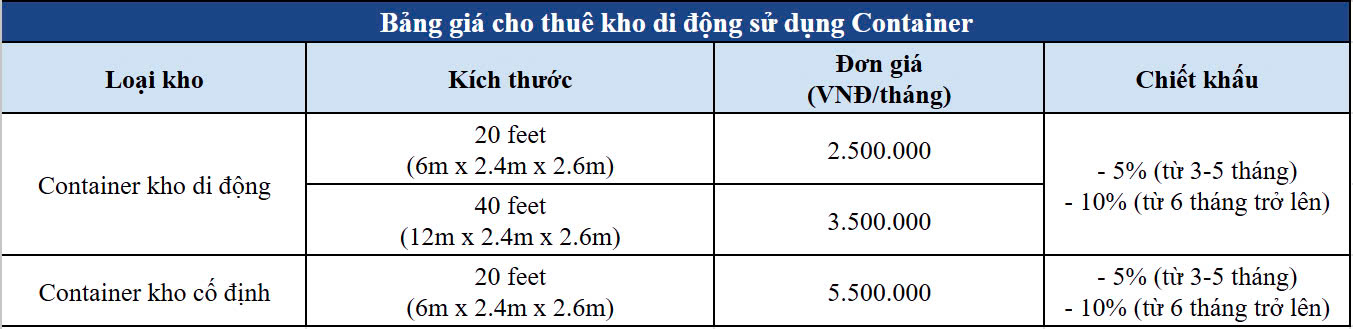 Bảng giá cho thuê kho di động sử dụng Container
Loại kho
Kích thước
Đơn giá
(VNĐ/tháng)
Chiết khấu
Container kho di động
20 feet
(6m x 2.4m x 2.6m)
2.500.000
- 5% (từ 3-5 tháng)
- 10% (từ 6 tháng trở lên)
40 feet
(12m x 2.4m x 2.6m)
3.500.000
Container kho cố định
20 feet
(6m x 2.4m x 2.6m)
5.500.000
- 5% (từ 3-5 tháng)
- 10% (từ 6 tháng trở lên)